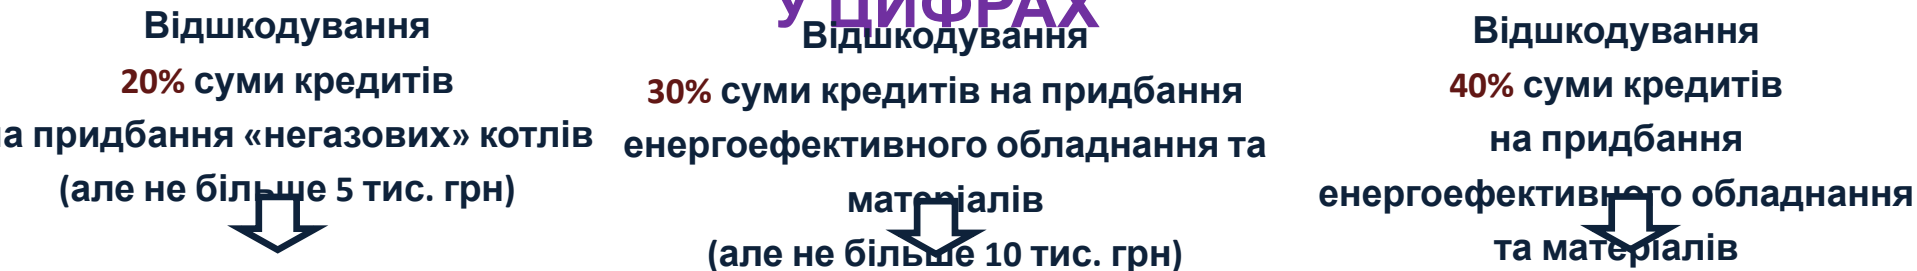 У ЦИФРАХ
Відшкодування
20% суми кредитів
на придбання «негазових» котлів
(але не більше 5 тис. грн)
Відшкодування
30% суми кредитів на придбання
енергоефективного обладнання та
матеріалів
(але не більше 10 тис. грн)
Відшкодування
40% суми кредитів
на придбання
енергоефективного обладнання
та матеріалів